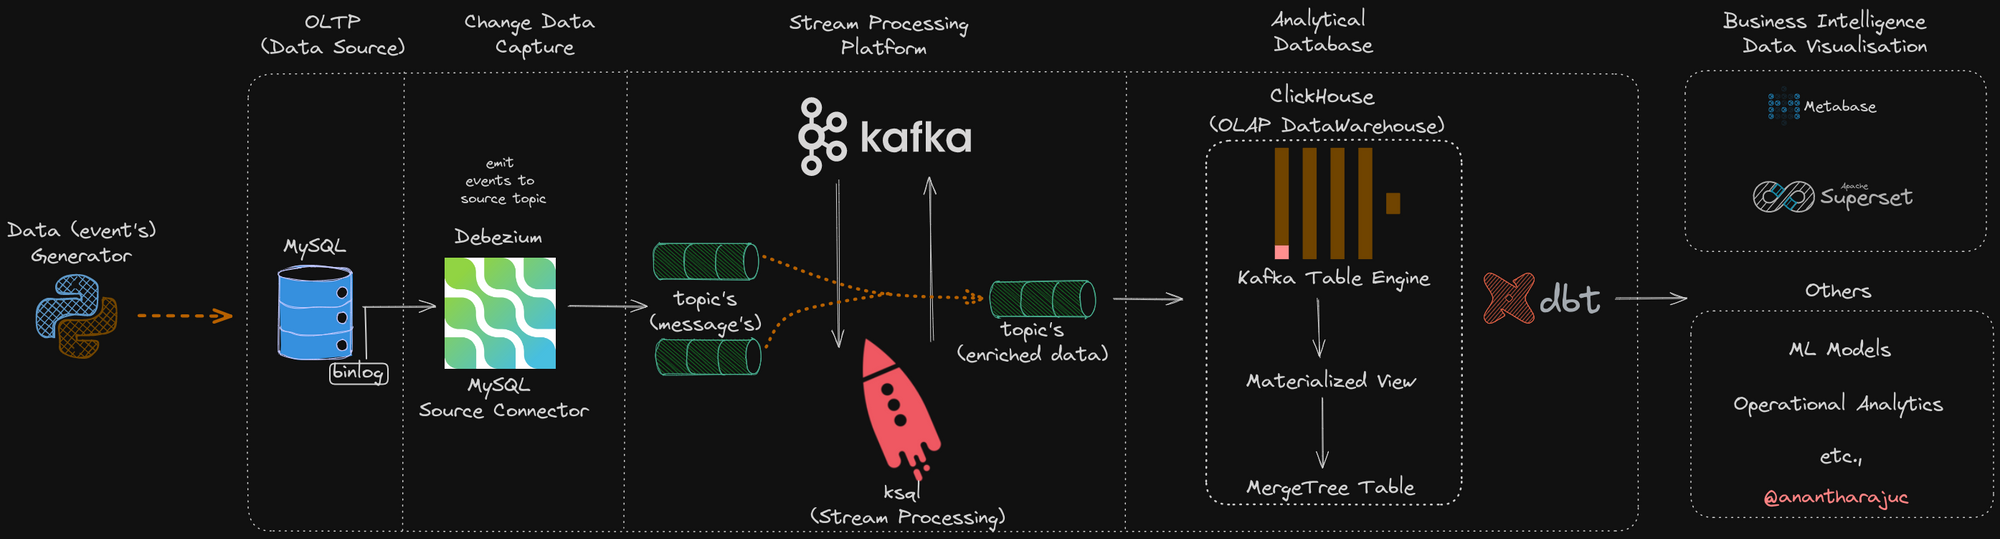 OLTP
(Data Source)
Change Data
Capture
Stream Processing
Platform
Analytical
Database
Business Intelligence
Data Visualisation
Data (event's)
Generator
MySQL
binlog
emit
events to
source topic
Debezium
MySQL
Source Connector
kafka
topic's
(message's)
topic's
(enriched data)
ksql
(Stream Processing)
ClickHouse
(OLAP DataWarehouse)
Kafka Table Engine
Materialized View
MergeTree Table
dbt
Metabase
Apache
Superset
Others
ML Models
Operational Analytics
etc.,
@anantharajuc